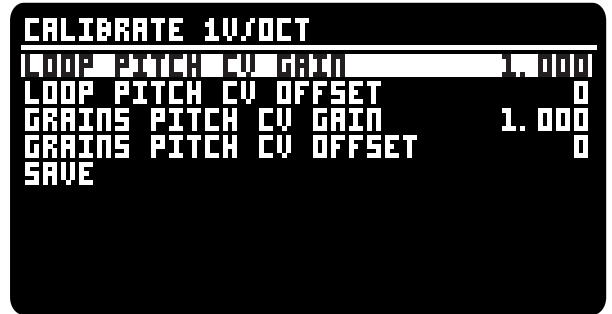 CALIBRATE 1V/OCT
LOOP PITCH CV GAIN 1.000
LOOP PITCH CV OFFSET 0
GRAINS PITCH CV GAIN 1.000
GRAINS PITCH CV OFFSET 0
SAVE